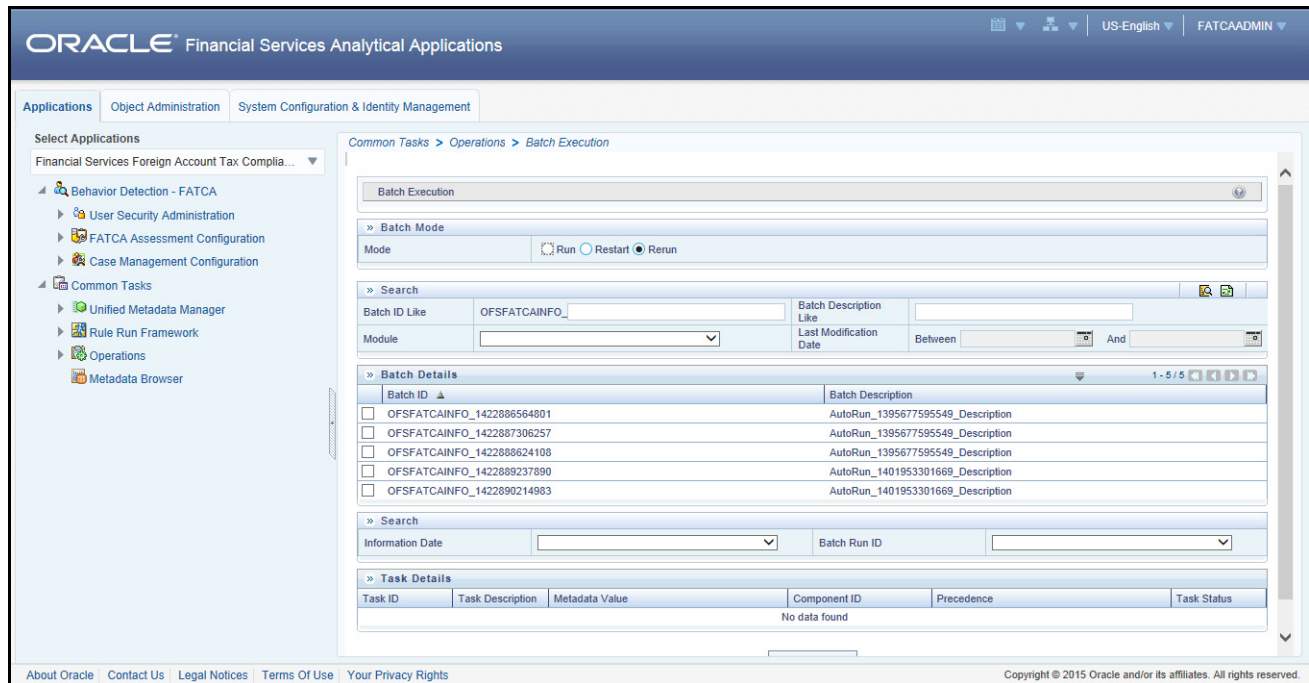 US-English FATCAADMIN
ORACLE® Financial Services Analytical Applications
Applications Object Administration System Configuration & Identity Management
Select Applications
Financial Services Foreign Account Tax Complia...
Behavior Detection - FATCA
User Security Administration
FATCA Assessment Configuration
Case Management Configuration
Common Tasks
Unified Metadata Manager
Rule Run Framework
Operations
Metadata Browser
Common Tasks > Operations > Batch Execution
Batch Execution
» Batch Mode
Mode Run Restart Rerun
» Search
Batch ID Like OFSFATCAINFO_ Batch Description Like
Module Last Modification Date Between And
» Batch Details 1 - 5 / 5
Batch ID Batch Description
OFSFATCAINFO_1422886564801 AutoRun_1395677595549_Description
OFSFATCAINFO_1422887306257 AutoRun_1395677595549_Description
OFSFATCAINFO_1422888624108 AutoRun_1395677595549_Description
OFSFATCAINFO_1422889237890 AutoRun_1401953301669_Description
OFSFATCAINFO_1422890214983 AutoRun_1401953301669_Description
» Search
Information Date Batch Run ID
» Task Details
Task ID Task Description Metadata Value Component ID Precedence Task Status
No data found
About Oracle Contact Us Legal Notices Terms Of Use Your Privacy Rights Copyright © 2015 Oracle and/or its affiliates. All rights reserved.